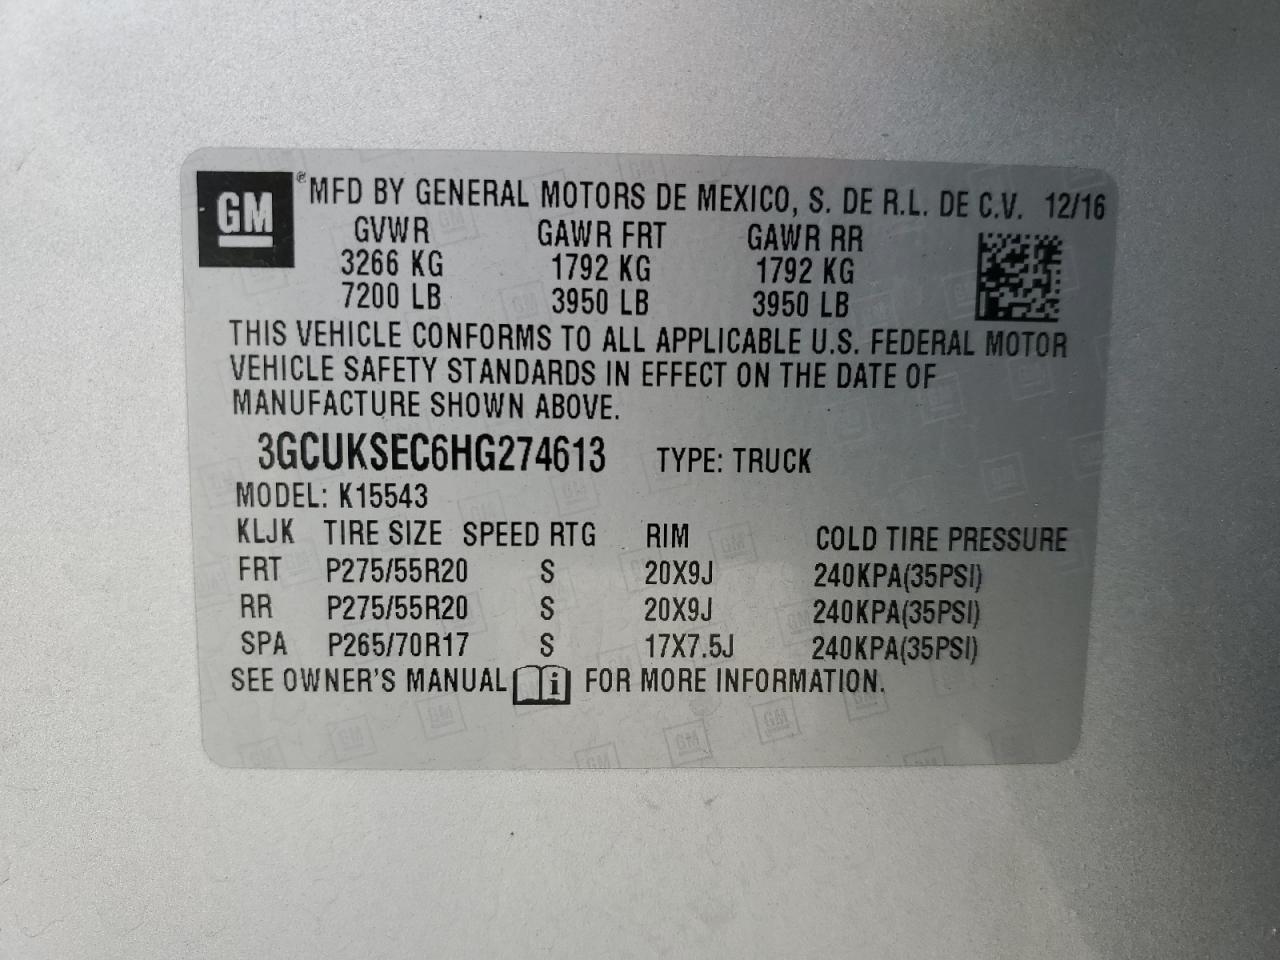 GM ® MFD BY GENERAL MOTORS DE MEXICO, S. DE R.L. DE C.V. 12/16
GVWR GAWR FRT GAWR RR
3266 KG 1792 KG 1792 KG
7200 LB 3950 LB 3950 LB
THIS VEHICLE CONFORMS TO ALL APPLICABLE U.S. FEDERAL MOTOR
VEHICLE SAFETY STANDARDS IN EFFECT ON THE DATE OF
MANUFACTURE SHOWN ABOVE.
3GCUKSEC6HG274613 TYPE: TRUCK
MODEL: K15543
KLJK TIRE SIZE SPEED RTG RIM COLD TIRE PRESSURE
FRT P275/55R20 S 20X9J 240KPA(35PSI)
RR P275/55R20 S 20X9J 240KPA(35PSI)
SPA P265/70R17 S 17X7.5J 240KPA(35PSI)
SEE OWNER'S MANUAL i FOR MORE INFORMATION.